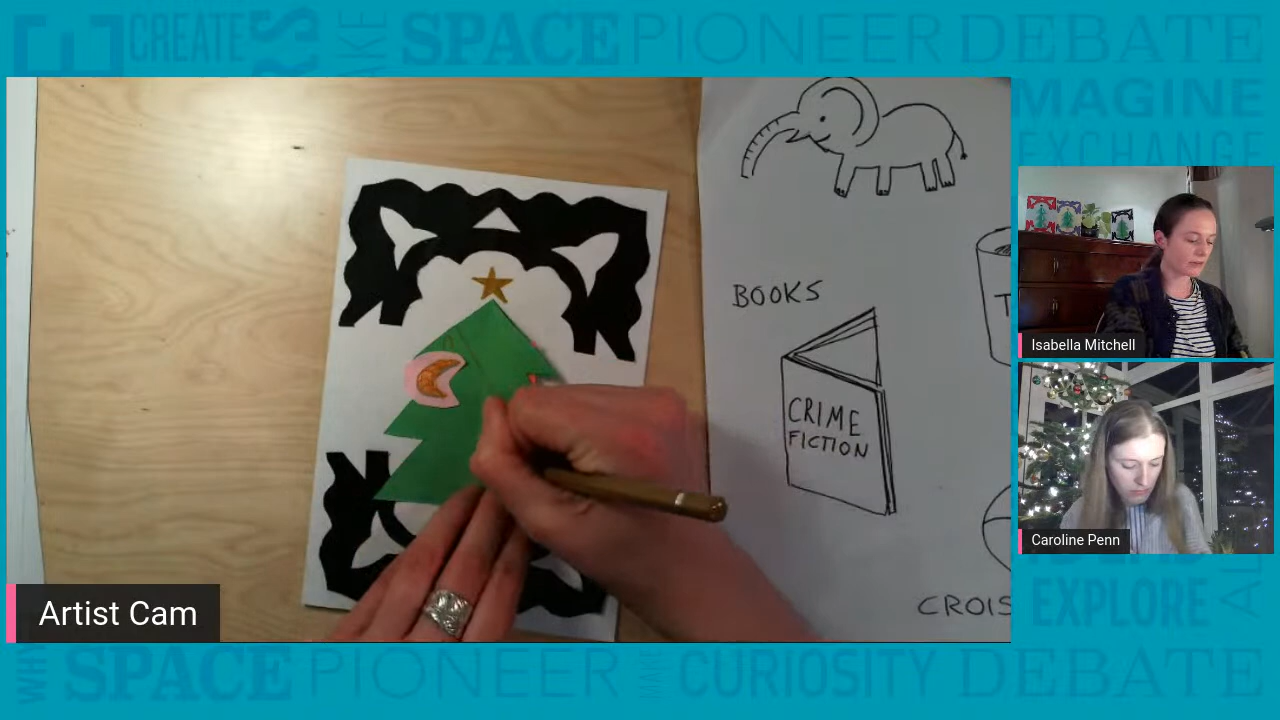 CREATE
SPACE PIONEER DEBATE
IMAGINE
EXCHANGE
BOOKS
CRIME
FICTION
T
CROIS
Isabella Mitchell
Caroline Penn
Artist Cam
EXPLORE
SPACE PIONEER CURIOSITY DEBATE